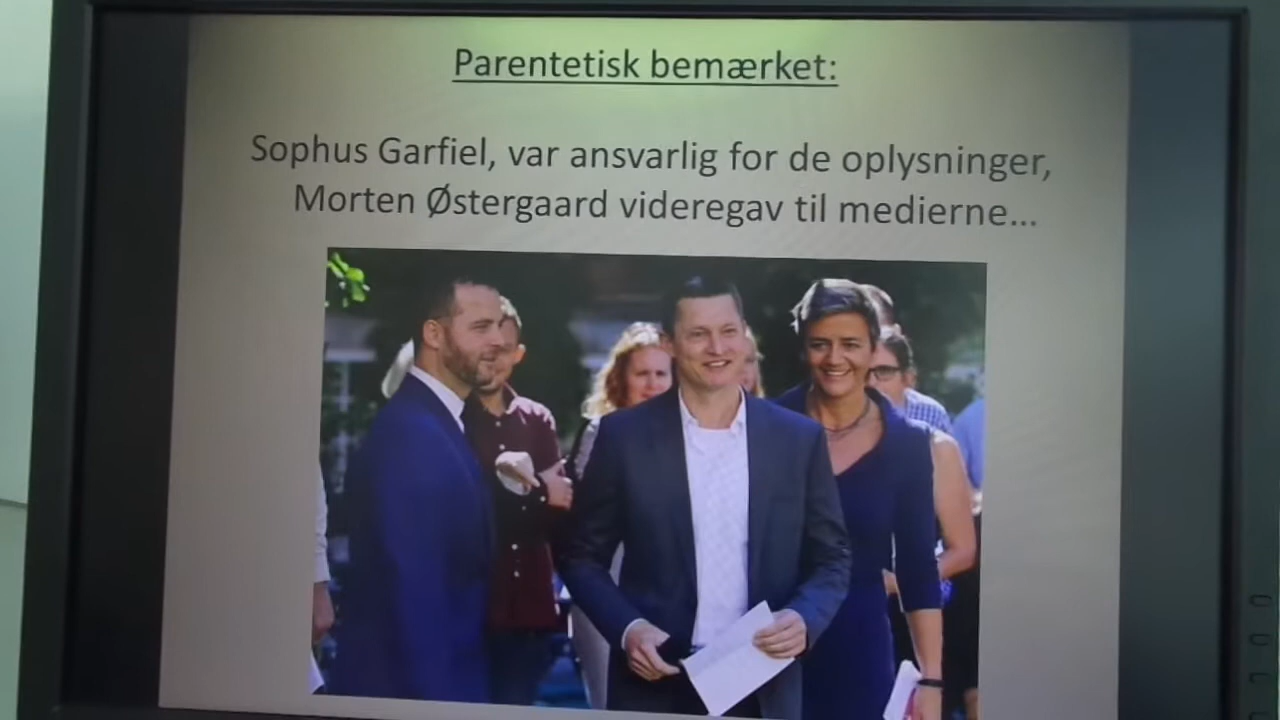 Parentetisk bemærket:
Sophus Garfiel, var ansvarlig for de oplysninger,
Morten Østergaard videregav til medierne...